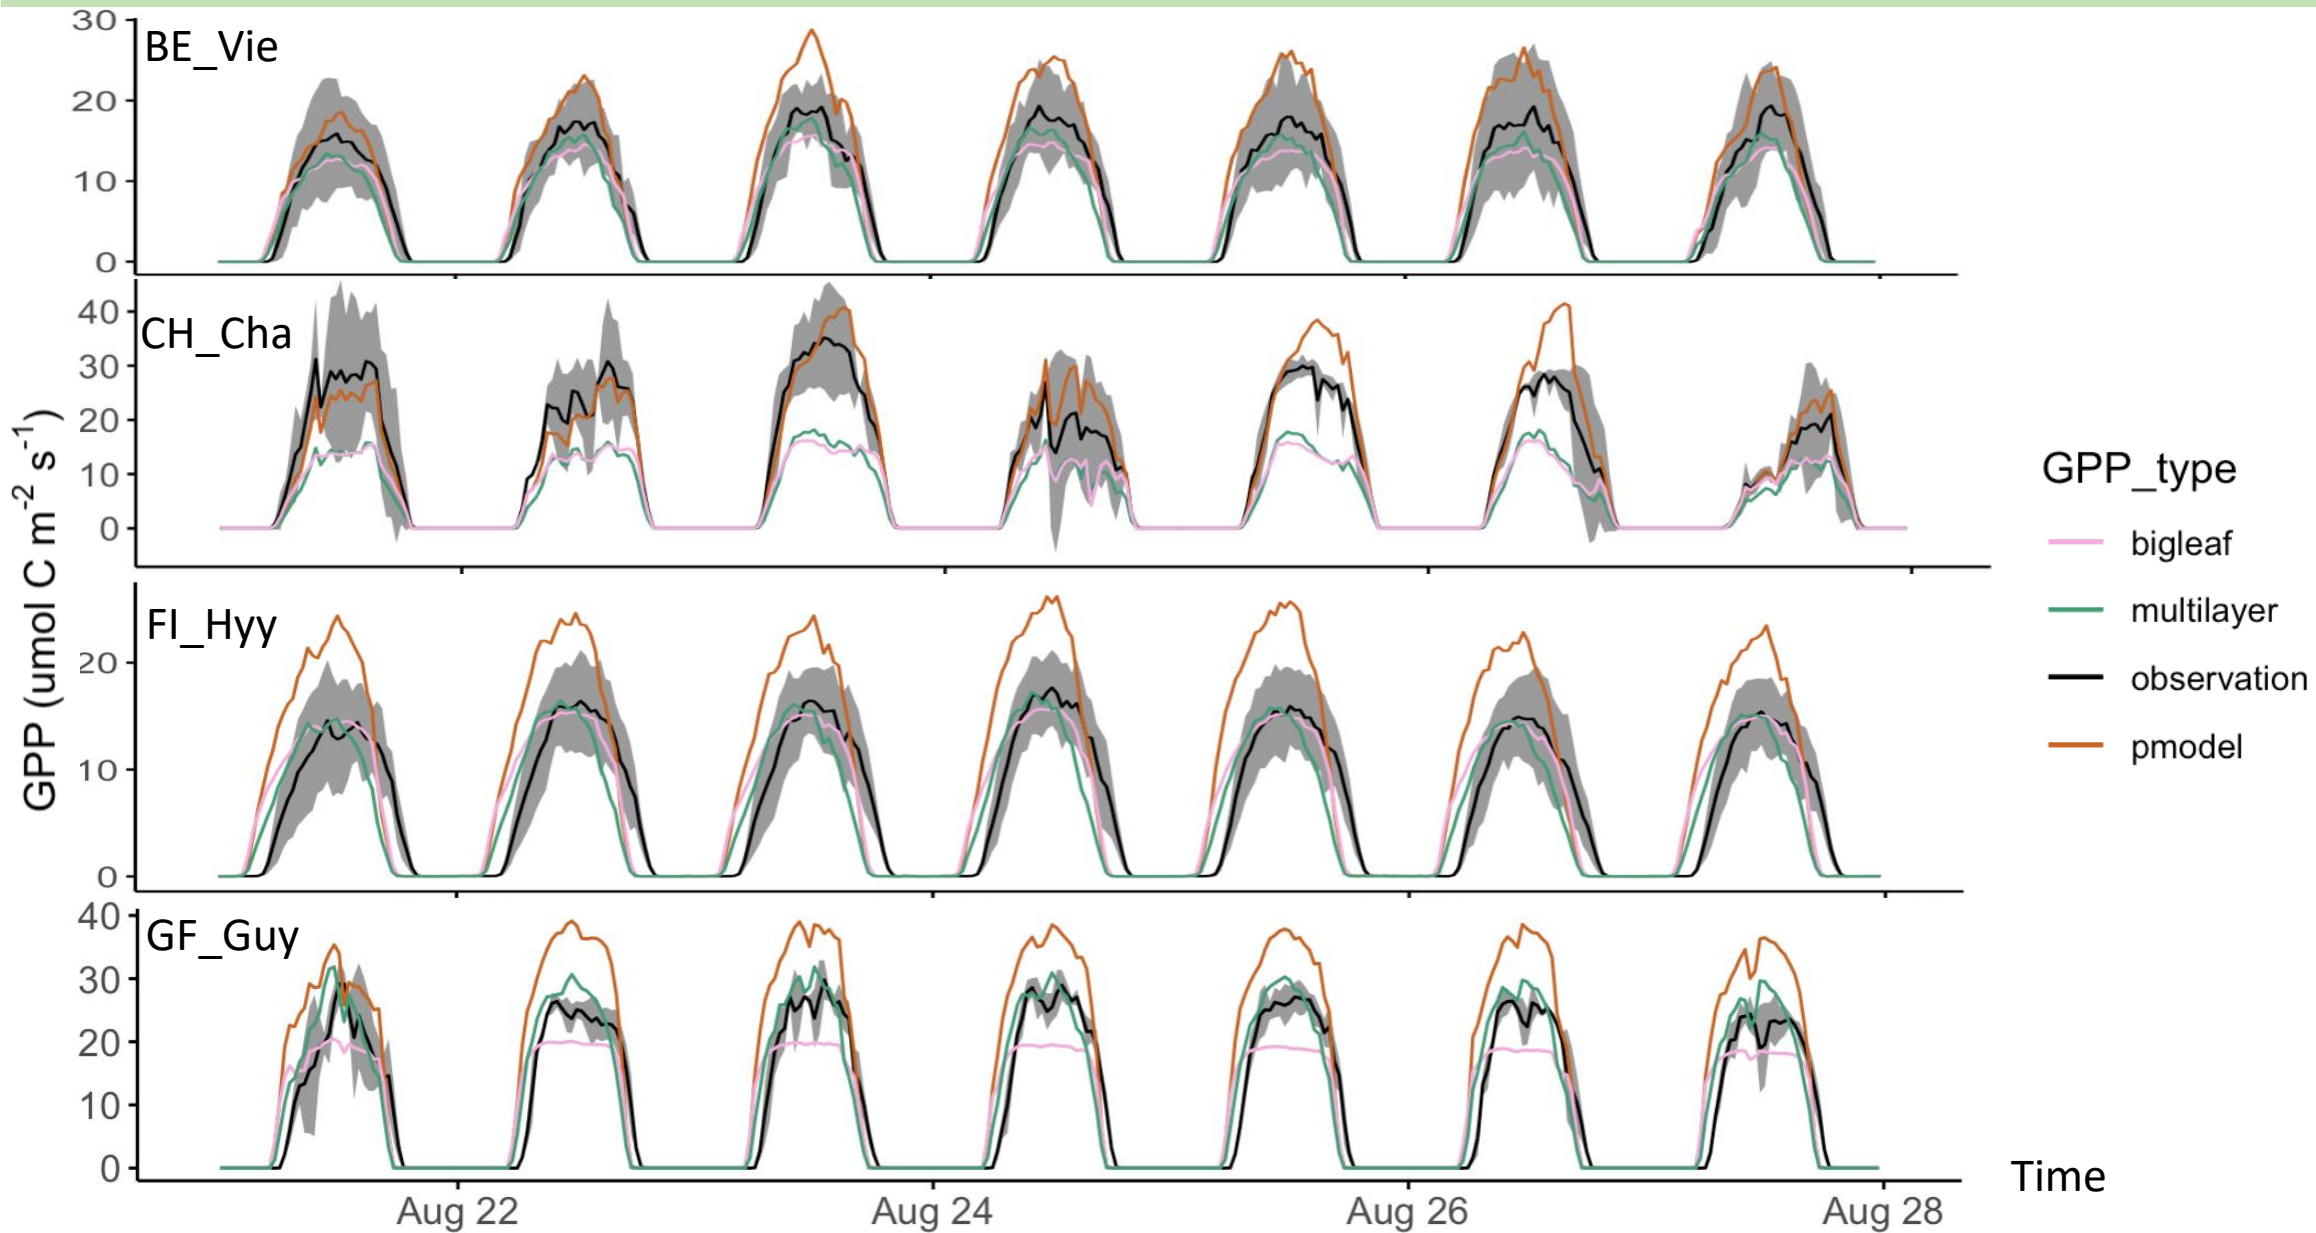 30
BE_Vie
20
10
0
40
CH_Cha
30
20
10
0
GPP (umol C m-2 s-1)
FI_Hyy
20
10
0
40
GF_Guy
30
20
10
0
Aug 22
Aug 24
Aug 26
Aug 28
Time
GPP_type
bigleaf
multilayer
observation
pmodel